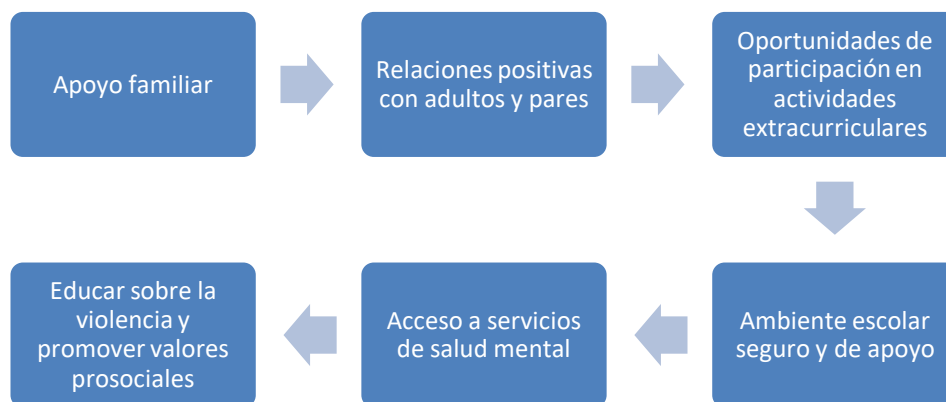 Apoyo familiar
Relaciones positivas
con adultos y pares
Oportunidades de
participación en
actividades
extracurriculares
Ambiente escolar
seguro y de apoyo
Acceso a servicios
de salud mental
Educar sobre la
violencia y
promover valores
prosociales